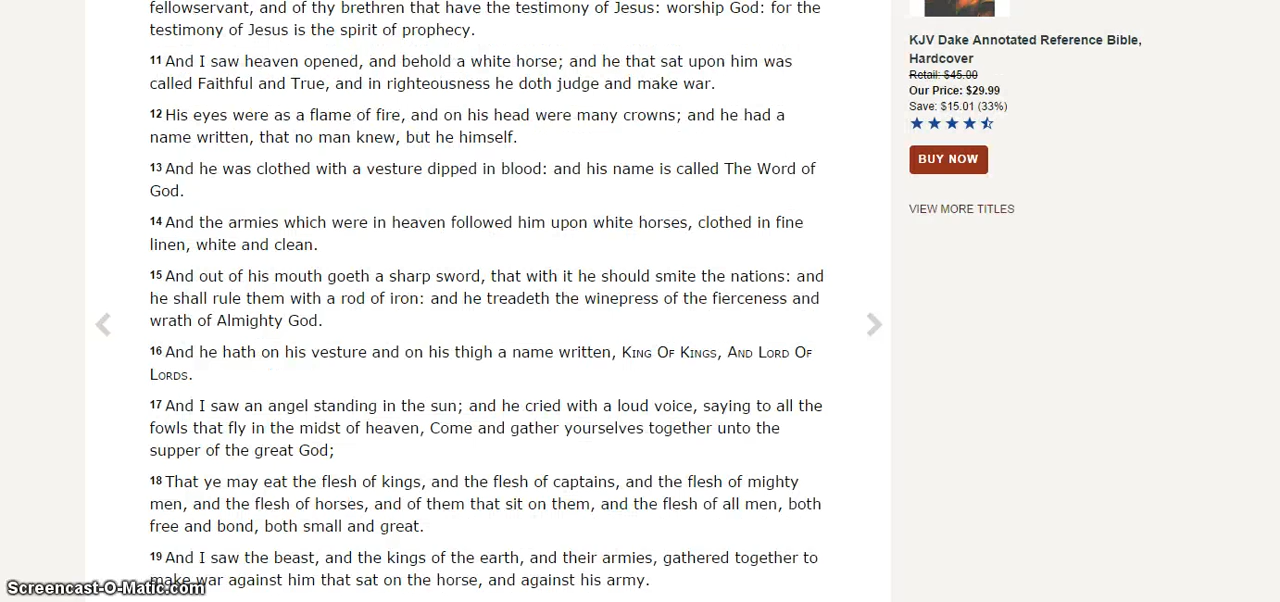 fellowservant, and of thy brethren that have the testimony of Jesus: worship God: for the
testimony of Jesus is the spirit of prophecy.
11 And I saw heaven opened, and behold a white horse; and he that sat upon him was
called Faithful and True, and in righteousness he doth judge and make war.
12 His eyes were as a flame of fire, and on his head were many crowns; and he had a
name written, that no man knew, but he himself.
13 And he was clothed with a vesture dipped in blood: and his name is called The Word of
God.
14 And the armies which were in heaven followed him upon white horses, clothed in fine
linen, white and clean.
15 And out of his mouth goeth a sharp sword, that with it he should smite the nations: and
he shall rule them with a rod of iron: and he treadeth the winepress of the fierceness and
wrath of Almighty God.
16 And he hath on his vesture and on his thigh a name written, King Of Kings, And Lord Of
Lords.
17 And I saw an angel standing in the sun; and he cried with a loud voice, saying to all the
fowls that fly in the midst of heaven, Come and gather yourselves together unto the
supper of the great God;
18 That ye may eat the flesh of kings, and the flesh of captains, and the flesh of mighty
men, and the flesh of horses, and of them that sit on them, and the flesh of all men, both
free and bond, both small and great.
19 And I saw the beast, and the kings of the earth, and their armies, gathered together to
make war against him that sat on the horse, and against his army.
KJV Dake Annotated Reference Bible,
Hardcover
Retail: $45.00
Our Price: $29.99
Save: $15.01 (33%)
BUY NOW
VIEW MORE TITLES
Screencast-O-Matic.com